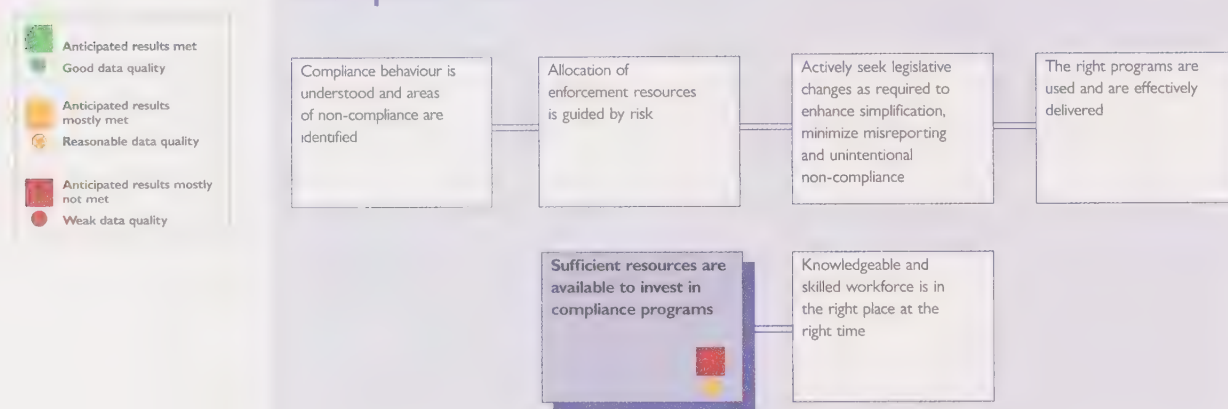 Anticipated results met
Good data quality
Anticipated results
mostly met
Reasonable data quality
Anticipated results mostly
not met
Weak data quality
Compliance behaviour is
understood and areas
of non-compliance are
identified
Allocation of
enforcement resources
is guided by risk
Actively seek legislative
changes as required to
enhance simplification,
minimize misreporting
and unintentional
non-compliance
The right programs are
used and are effectively
delivered
Sufficient resources are
available to invest in
compliance programs
Knowledgeable and
skilled workforce is in
the right place at the
right time